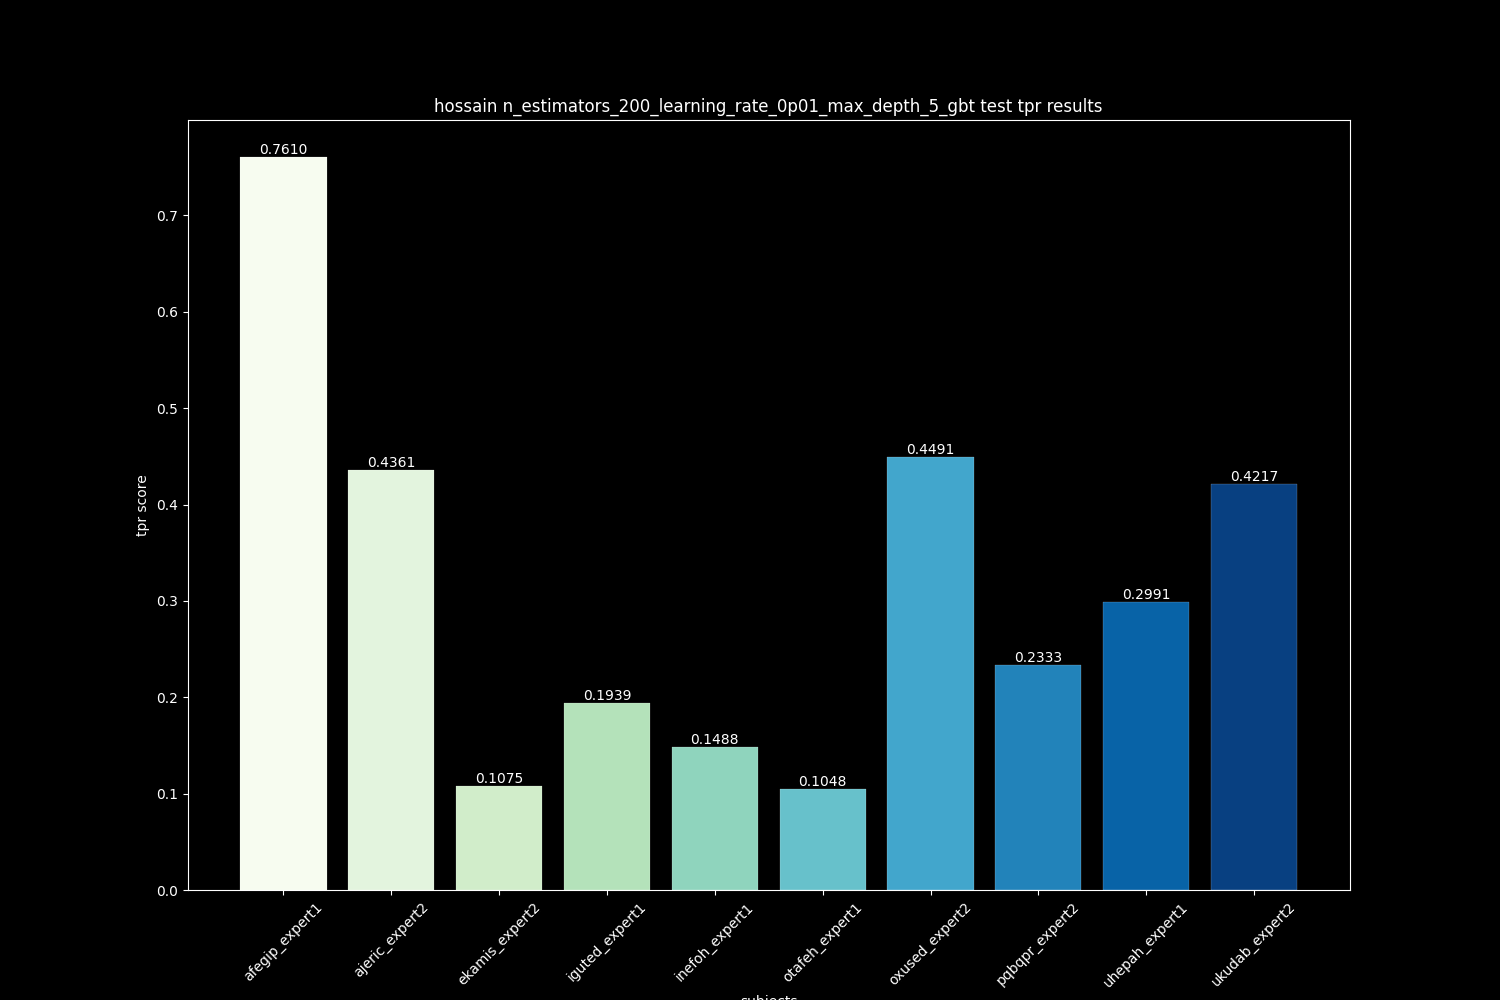 hossain n_estimators_200_learning_rate_0p01_max_depth_5_gbt test tpr results
0.7610
0.4361
0.1075
0.1939
0.1488
0.1048
0.4491
0.2333
0.2991
0.4217
tpr score
0.7
0.6
0.5
0.4
0.3
0.2
0.1
0.0
afegip_expert1
ajeric_expert2
ekamis_expert2
iguted_expert1
inefoh_expert1
otafeh_expert1
oxused_expert2
pqbqpr_expert2
uhepah_expert1
ukudab_expert2
subjects